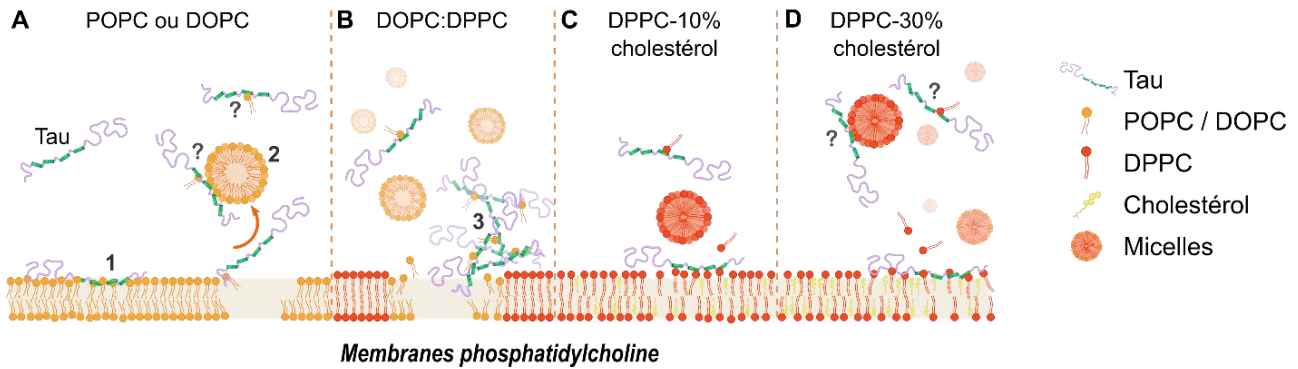 A POPC ou DOPC
B DOPC:DPPC
C DPPC-10%
cholestérol
D DPPC-30%
cholestérol
Tau
?
?
2
1
3
?
?
Tau
POPC / DOPC
DPPC
Cholestérol
Micelles
Membranes phosphatidylcholine